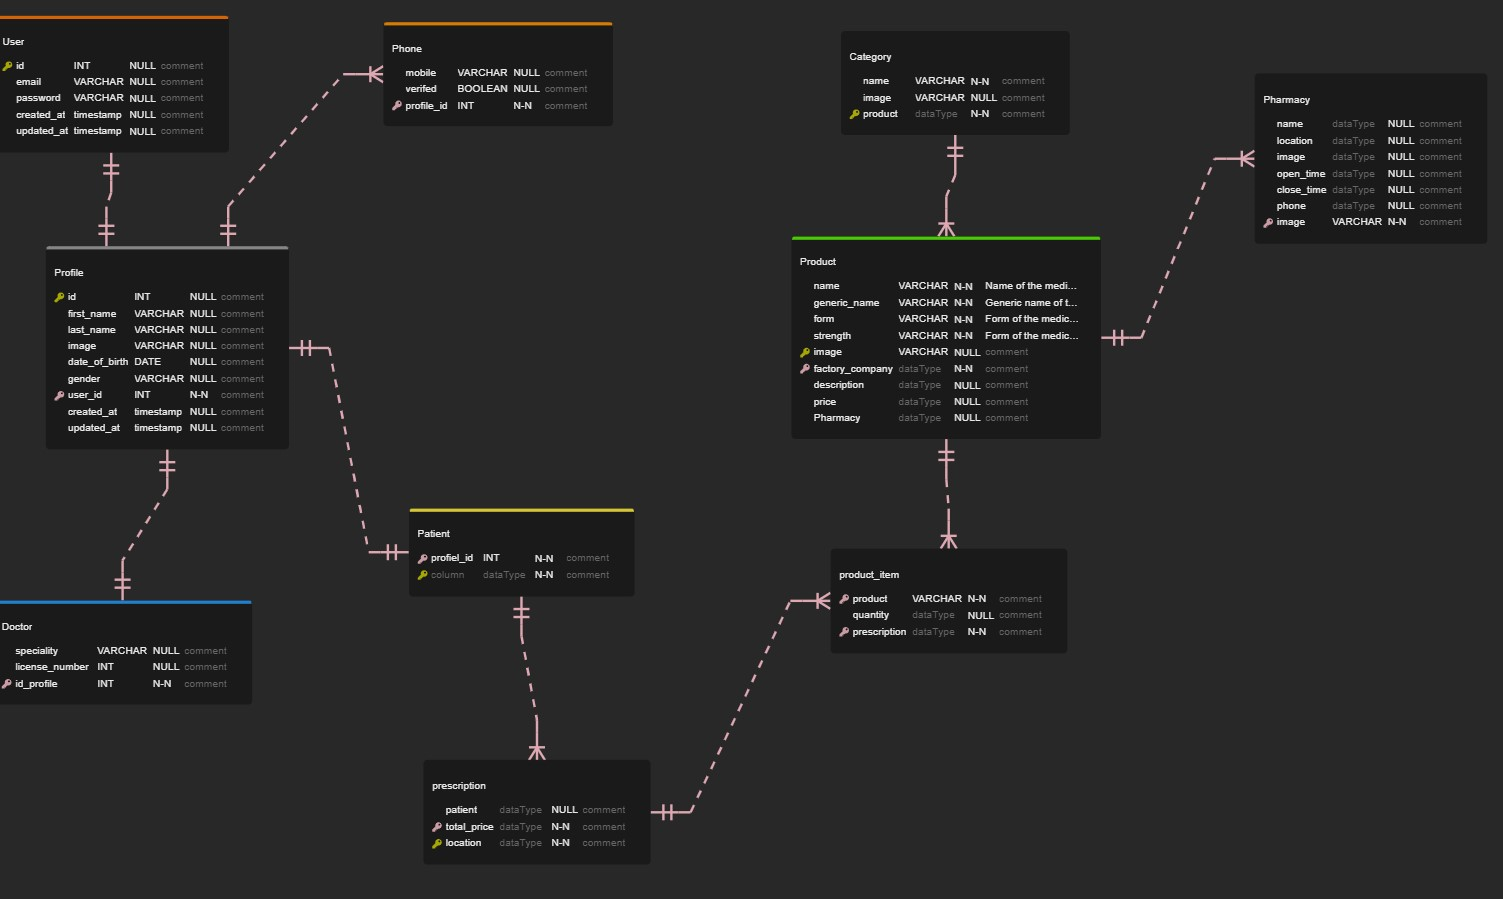 User
id INT NULL comment
email VARCHAR NULL comment
password VARCHAR NULL comment
created_at timestamp NULL comment
updated_at timestamp NULL comment
Phone
mobile VARCHAR NULL comment
verifed BOOLEAN NULL comment
profile_id INT N-N comment
Category
name VARCHAR N-N comment
image VARCHAR NULL comment
product dataType N-N comment
Pharmacy
name dataType NULL comment
location dataType NULL comment
image dataType NULL comment
open_time dataType NULL comment
close_time dataType NULL comment
phone dataType NULL comment
image VARCHAR N-N comment
Profile
id INT NULL comment
first_name VARCHAR NULL comment
last_name VARCHAR NULL comment
image VARCHAR NULL comment
date_of_birth DATE NULL comment
gender VARCHAR NULL comment
user_id INT N-N comment
created_at timestamp NULL comment
updated_at timestamp NULL comment
Product
name VARCHAR N-N Name of the medi...
generic_name VARCHAR N-N Generic name of t...
form VARCHAR N-N Form of the medic...
strength VARCHAR N-N Form of the medic...
image VARCHAR NULL comment
factory_company dataType N-N comment
description dataType NULL comment
price dataType NULL comment
Pharmacy dataType NULL comment
Patient
profiel_id INT N-N comment
column dataType N-N comment
product_item
product VARCHAR N-N comment
quantity dataType NULL comment
prescription dataType N-N comment
Doctor
speciality VARCHAR NULL comment
license_number INT NULL comment
id_profile INT N-N comment
prescription
patient dataType NULL comment
total_price dataType N-N comment
location dataType N-N comment